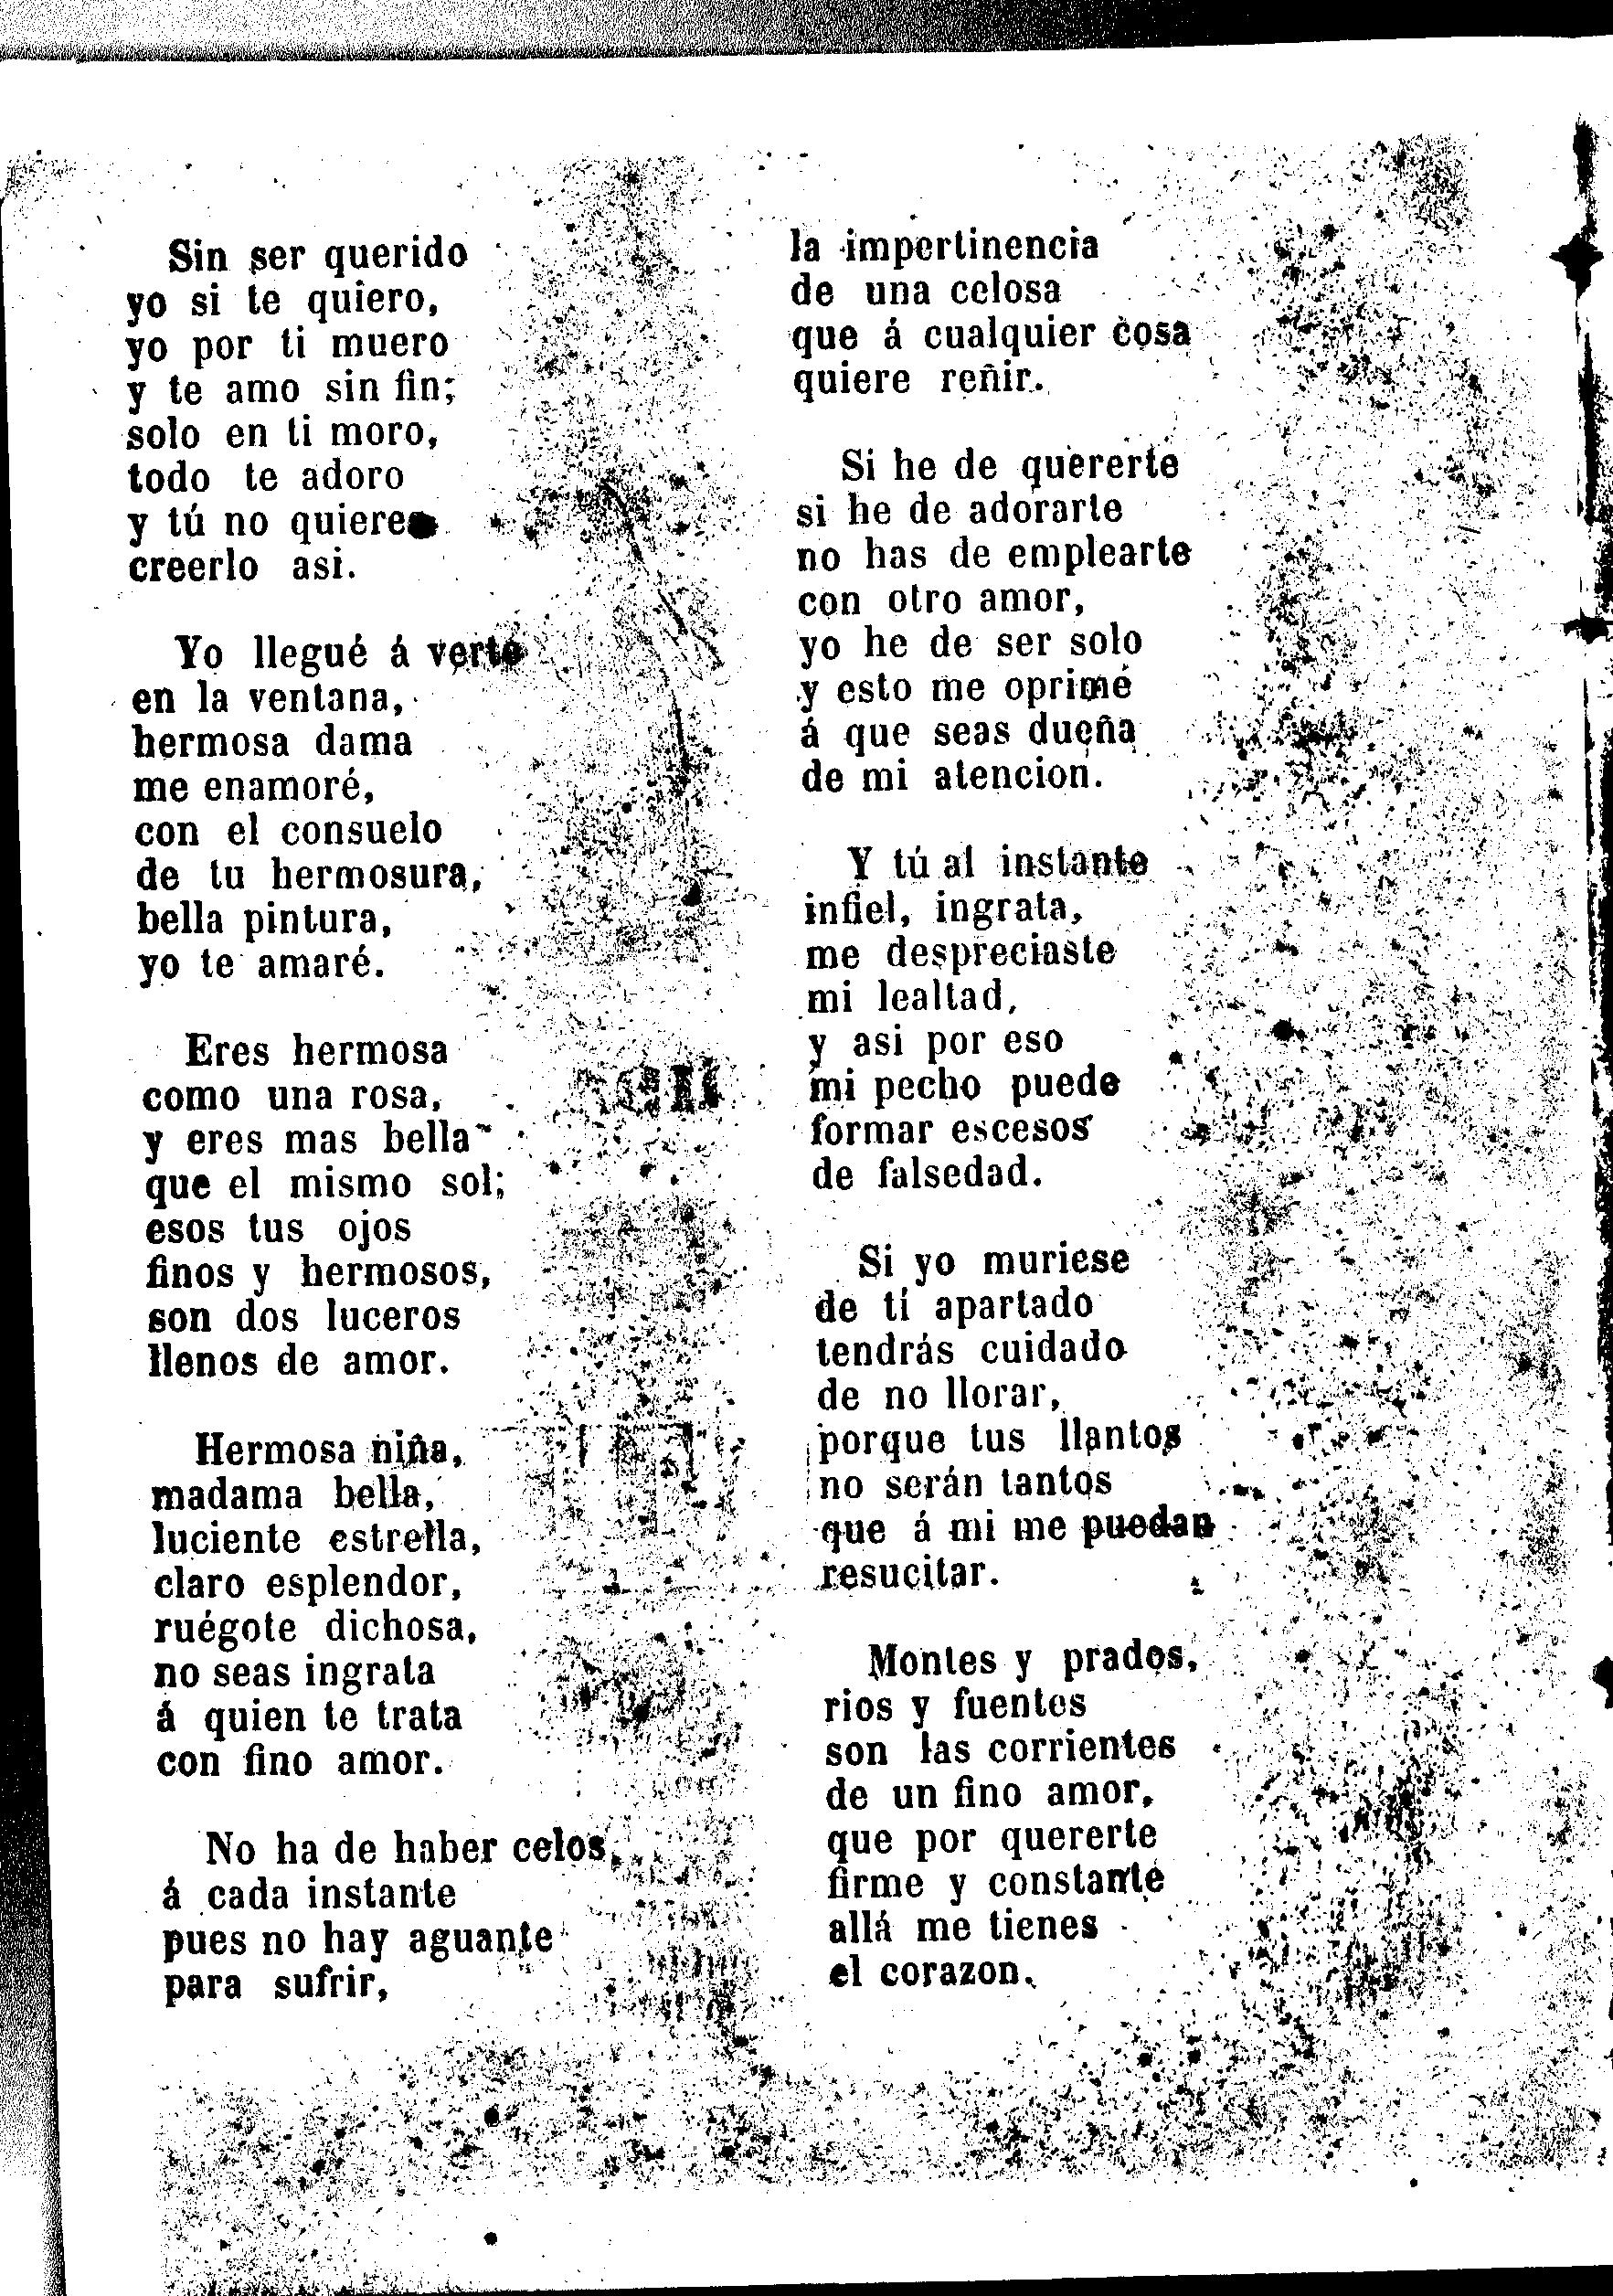 Sin ser querido
yo si te quiero,
yo por ti muero
y te amo sin fin;
solo en ti moro,
todo te adoro
y tú no quieres
creerlo asi.
Yo llegué á verte
en la ventana,
hermosa dama
me enamoré,
con el consuelo
de tu hermosura,
bella pintura,
yo te amaré.
Eres hermosa
como una rosa,
y eres mas bella
que el mismo sol;
esos tus ojos
finos y hermosos,
son dos luceros
llenos de amor.
Hermosa niña,
madama bella,
luciente estrella,
claro esplendor,
ruégote dichosa,
no seas ingrata
á quien te trata
con fino amor.
No ha de haber celos,
á cada instante
pues no hay aguante
para sufrir,
la impertinencia
de una celosa
que á cualquier cosa
quiere reñir.
Si he de quererte
si he de adorarte
no has de emplearte
con otro amor,
yo he de ser solo
y esto me oprime
á que seas dueña
de mi atencion.
Y tú al instante
infiel, ingrata,
me despreciaste
mi lealtad,
y asi por eso
mi pecho puede
formar escesos
de falsedad.
Si yo muriese
de ti apartado
tendrás cuidado
de no llorar,
porque tus llantos
no serán tantos
que á mi me puedan
resucitar.
Montes y prados,
rios y fuentes
son las corrientes
de un fino amor,
que por quererte
firme y constante
allá me tienes
el corazon.